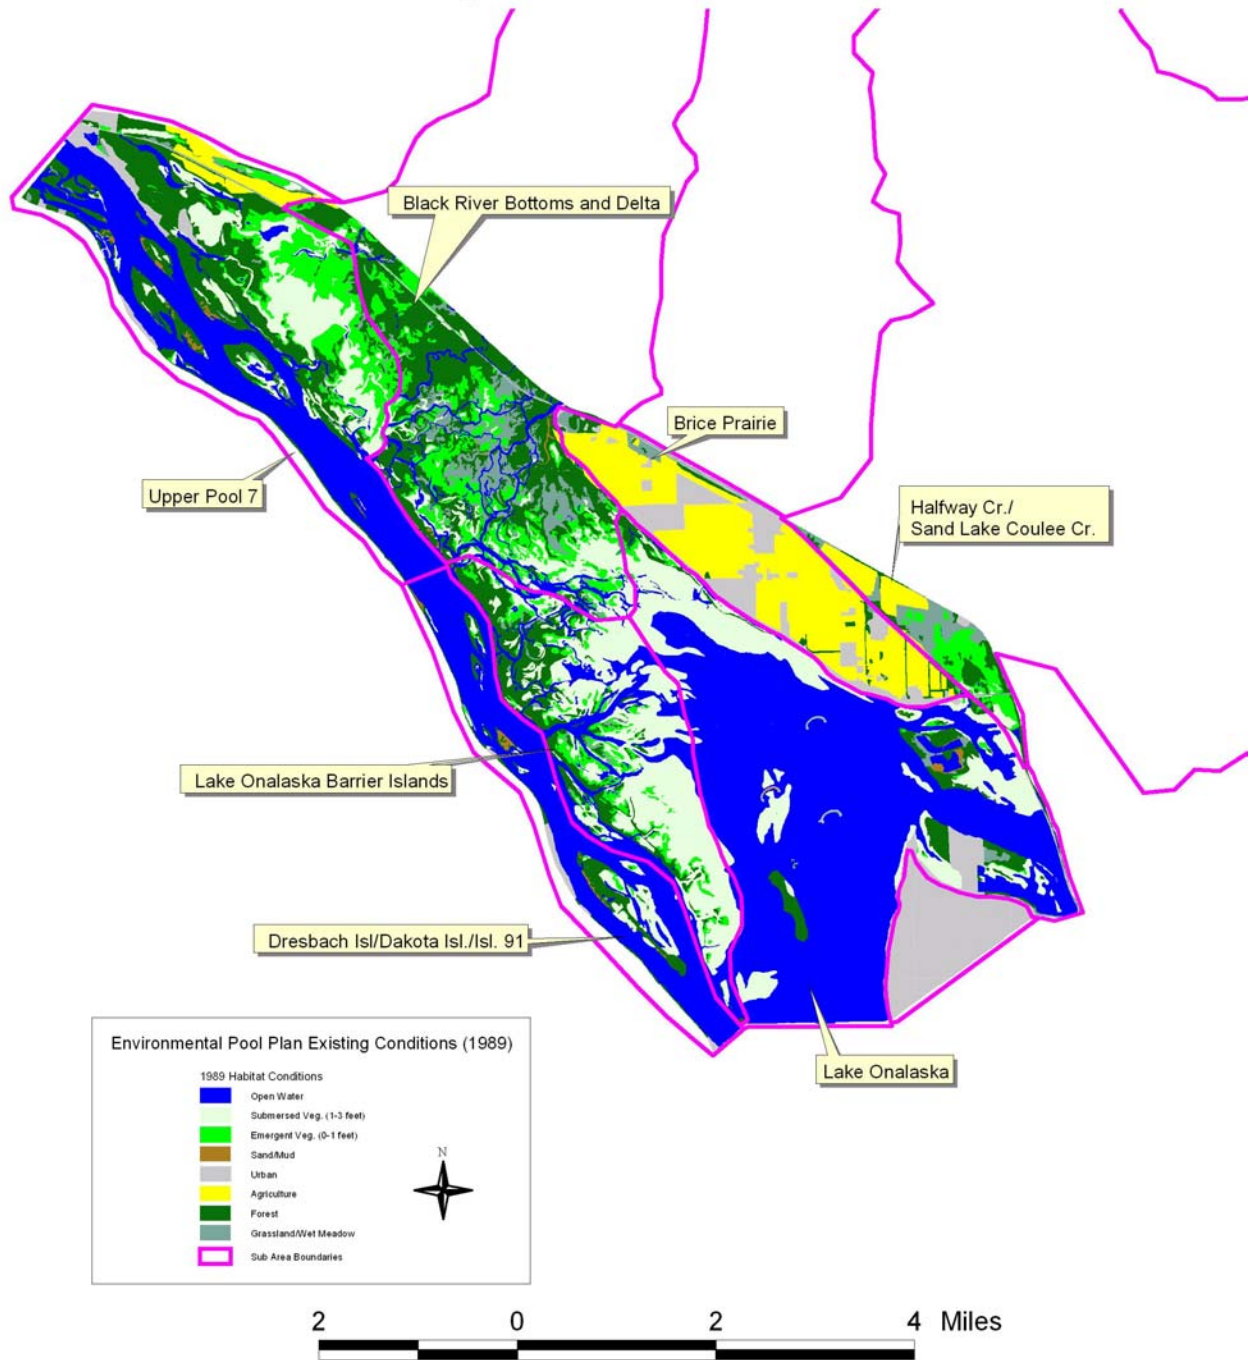 Black River Bottoms and Delta
Brice Prairie
Upper Pool 7
Halfway Cr./
Sand Lake Coulee Cr.
Lake Onalaska Barrier Islands
Dresbach Isl/Dakota Isl./Isl. 91
Lake Onalaska
Environmental Pool Plan Existing Conditions (1989)
1989 Habitat Conditions
Open Water
Submersed Veg. (1-3 feet)
Emergent Veg. (0-1 feet)
Sand/Mud
Urban
Agriculture
Forest
Grassland/Wet Meadow
Sub Area Boundaries
N
2 0 2 4 Miles